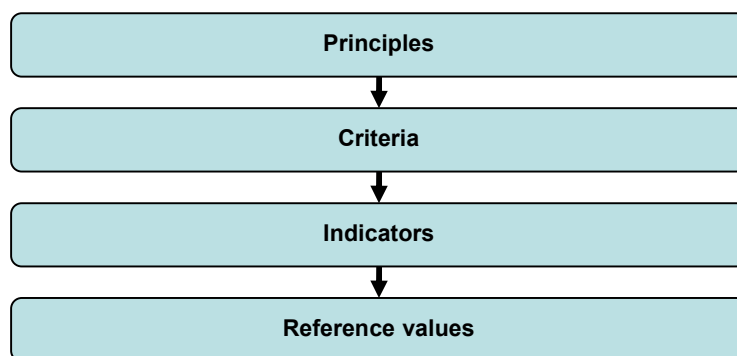 Principles
Criteria
Indicators
Reference values